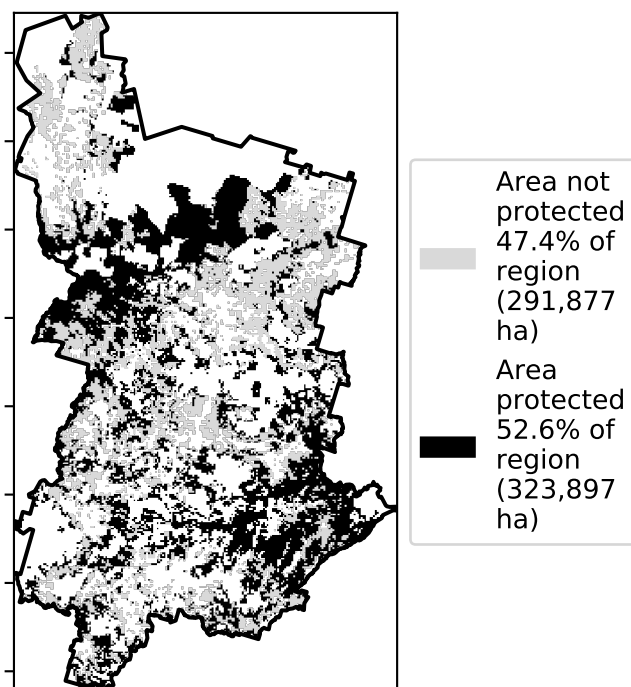 Area not
protected
47.4% of
region
(291,877
ha)
Area
protected
52.6% of
region
(323,897
ha)